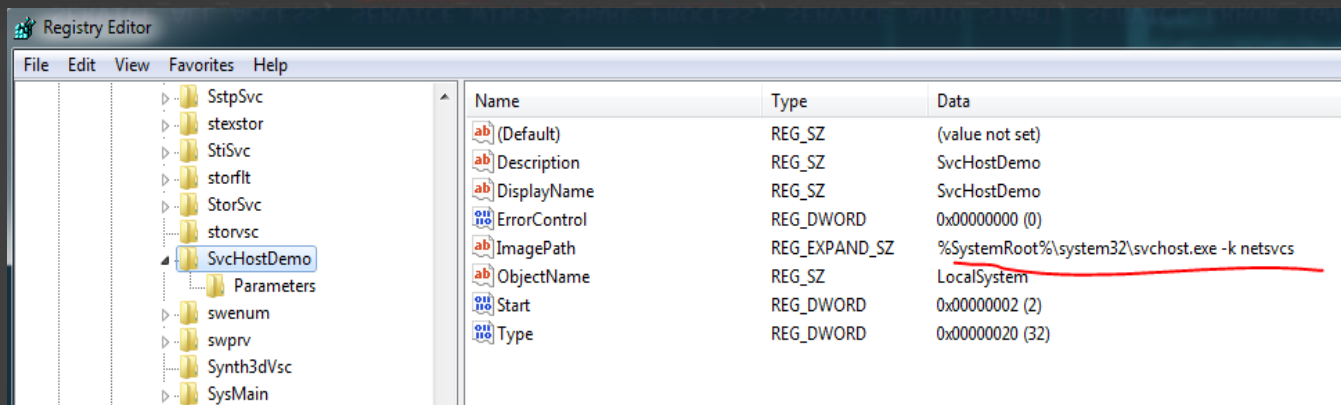 Registry Editor
File Edit View Favorites Help
SstpSvc
stexstor
StiSvc
storflt
StorSvc
storvsc
SvcHostDemo
Parameters
swenum
swprv
Synth3dVsc
SysMain
Name Type Data
(Default) REG_SZ (value not set)
Description REG_SZ SvcHostDemo
DisplayName REG_SZ SvcHostDemo
ErrorControl REG_DWORD 0x00000000 (0)
ImagePath REG_EXPAND_SZ %SystemRoot%\system32\svchost.exe -k netsvcs
ObjectName REG_SZ LocalSystem
Start REG_DWORD 0x00000002 (2)
Type REG_DWORD 0x00000020 (32)